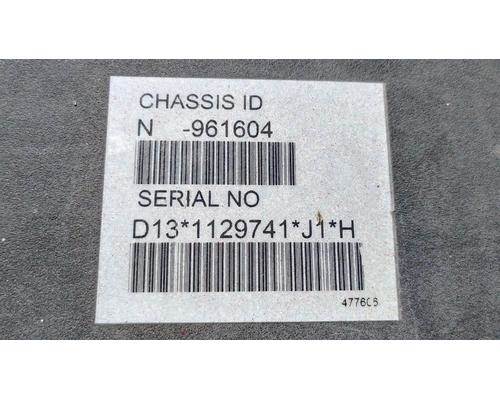 CHASSIS ID
N -961604
SERIAL NO
D13*1129741*J1*H
477606